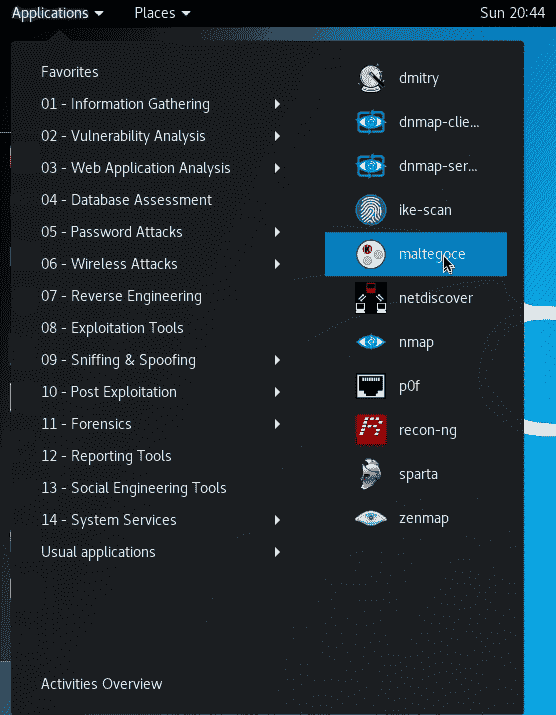 Applications Places Sun 20:44
Favorites
01 - Information Gathering
02 - Vulnerability Analysis
03 - Web Application Analysis
04 - Database Assessment
05 - Password Attacks
06 - Wireless Attacks
07 - Reverse Engineering
08 - Exploitation Tools
09 - Sniffing & Spoofing
10 - Post Exploitation
11 - Forensics
12 - Reporting Tools
13 - Social Engineering Tools
14 - System Services
Usual applications
Activities Overview
dmitry
dnmap-clie...
dnmap-ser...
ike-scan
maltegoce
netdiscover
nmap
p0f
recon-ng
sparta
zenmap